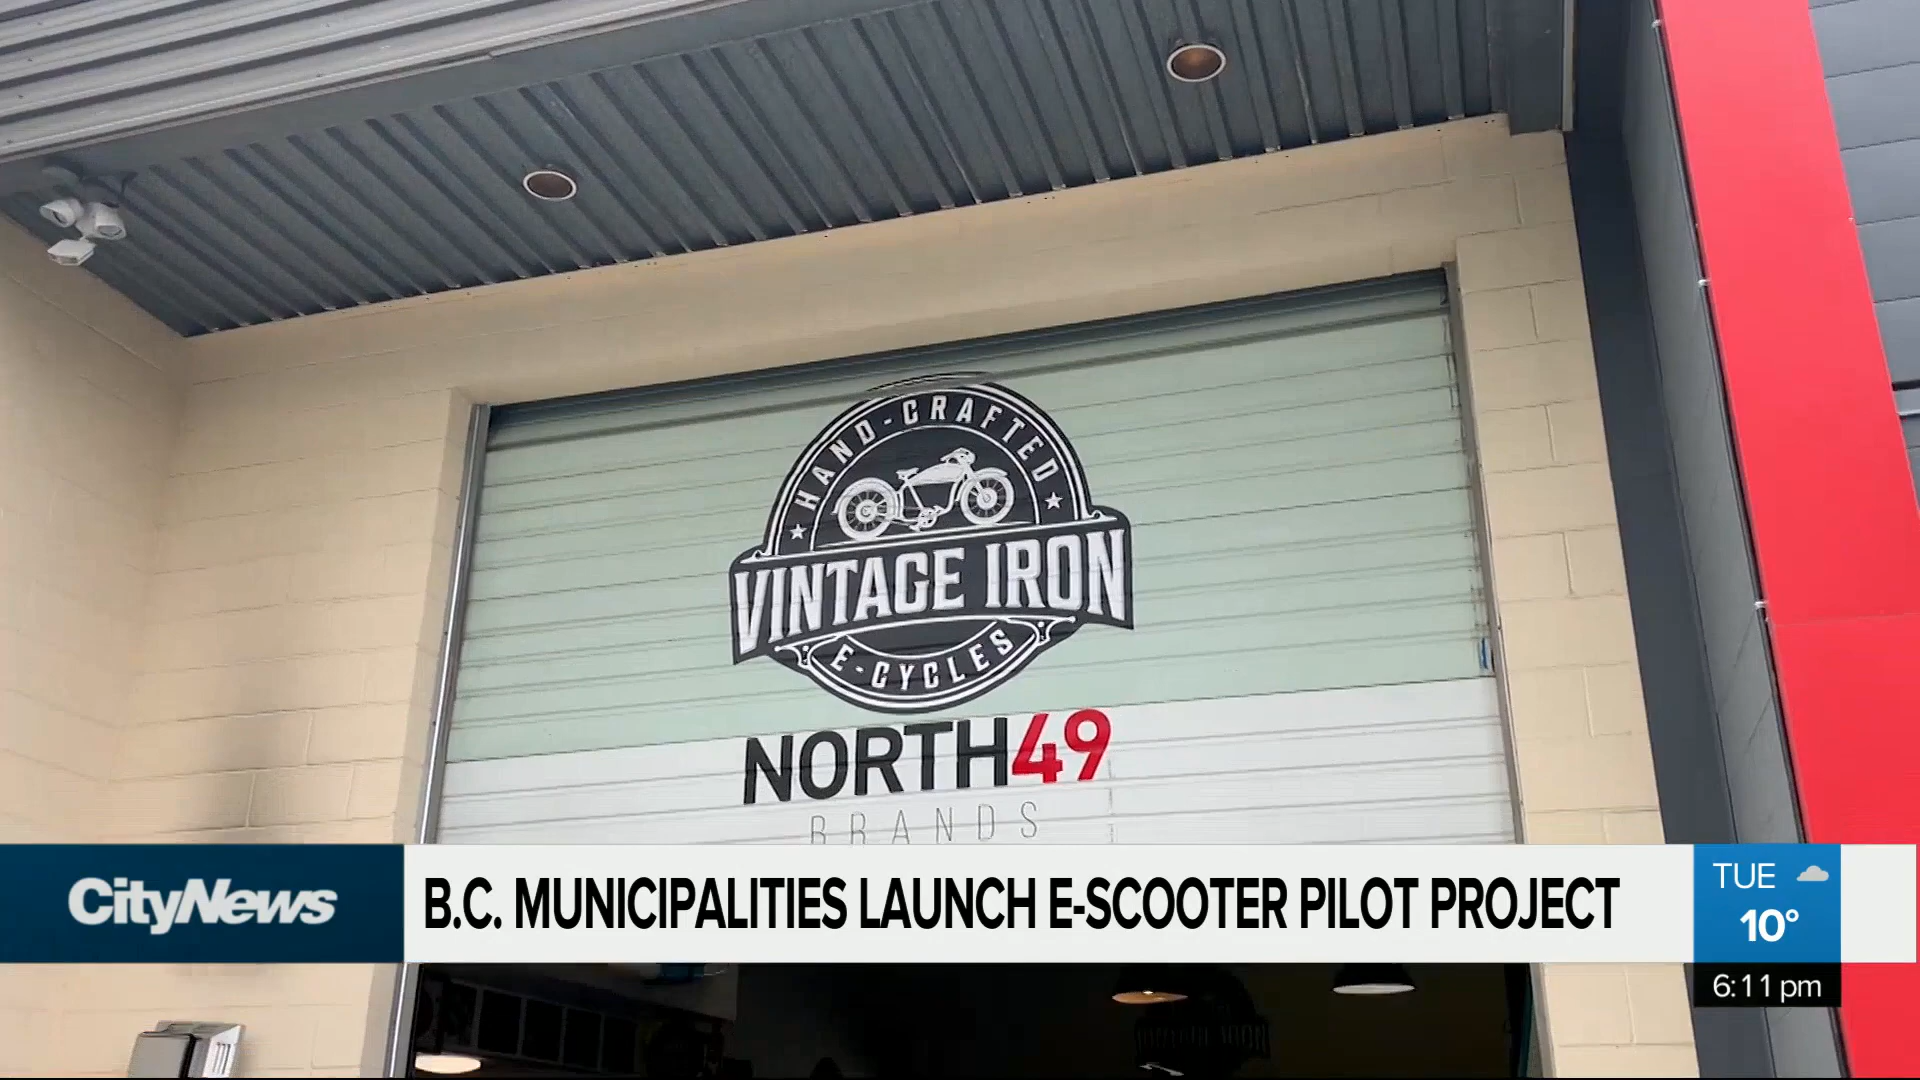 HAND-CRAFTED
VINTAGE IRON
E-CYCLES
NORTH49
BRANDS
CityNews
B.C. MUNICIPALITIES LAUNCH E-SCOOTER PILOT PROJECT
TUE
10°
6:11 pm